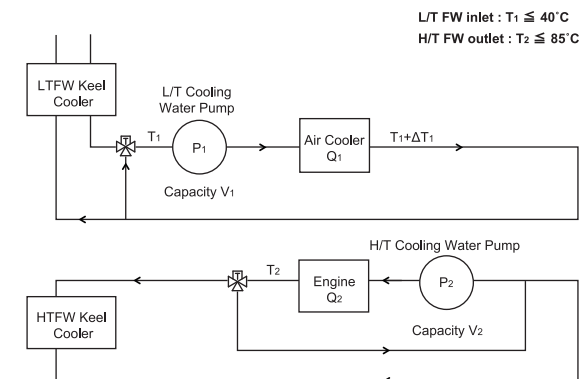 L/T FW inlet : T₁ ≦ 40˚C
H/T FW outlet : T₂ ≦ 85˚C
LTFW Keel
Cooler
L/T Cooling
Water Pump
T
T₁
P₁
Air Cooler
Q₁
T₁+ΔT₁
Capacity V₁
H/T Cooling Water Pump
HTFW Keel
Cooler
T
T₂
Engine
Q₂
P₂
Capacity V₂